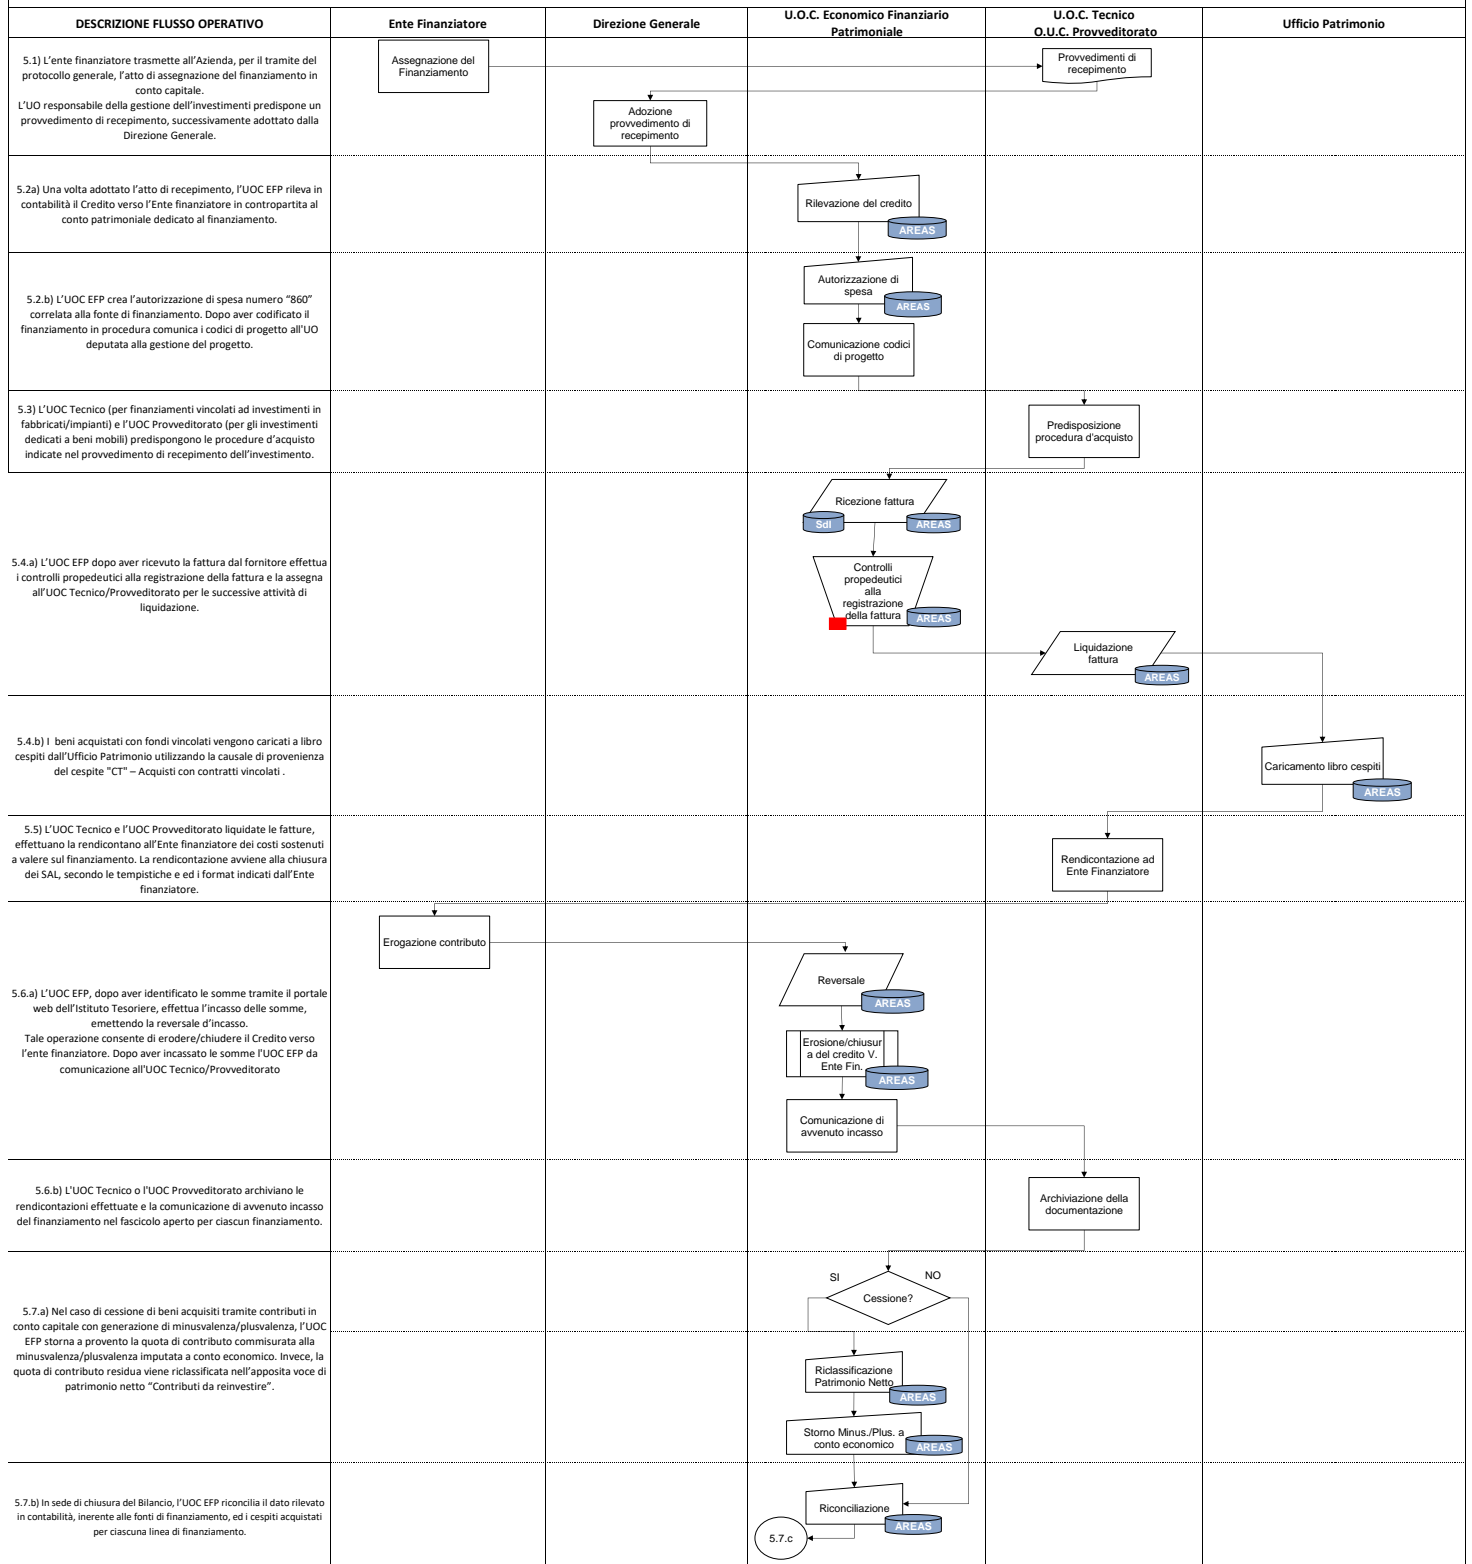 DESCRIZIONE FLUSSO OPERATIVO
Ente Finanziatore
Direzione Generale
U.O.C. Economico Finanziario
Patrimoniale
U.O.C. Tecnico
O.U.C. Provveditorato
Ufficio Patrimonio
5.1) L’ente finanziatore trasmette all’Azienda, per il tramite del
protocollo generale, l’atto di assegnazione del finanziamento in
conto capitale.
L’UO responsabile della gestione dell’investimenti predispone un
provvedimento di recepimento, successivamente adottato dalla
Direzione Generale.
Assegnazione del
Finanziamento
Provvedimenti di
recepimento
Adozione
provvedimento di
recepimento
5.2a) Una volta adottato l’atto di recepimento, l’UOC EFP rileva in
contabilità il Credito verso l’Ente finanziatore in contropartita al
conto patrimoniale dedicato al finanziamento.
Rilevazione del credito
AREAS
5.2.b) L’UOC EFP crea l’autorizzazione di spesa numero “860”
correlata alla fonte di finanziamento. Dopo aver codificato il
finanziamento in procedura comunica i codici di progetto all'UO
deputata alla gestione del progetto.
Autorizzazione di
spesa
AREAS
Comunicazione codici
di progetto
5.3) L’UOC Tecnico (per finanziamenti vincolati ad investimenti in
fabbricati/impianti) e l’UOC Provveditorato (per gli investimenti
dedicati a beni mobili) predispongono le procedure d’acquisto
indicate nel provvedimento di recepimento dell’investimento.
Predisposizione
procedura d’acquisto
5.4.a) L’UOC EFP dopo aver ricevuto la fattura dal fornitore effettua
i controlli propedeutici alla registrazione della fattura e la assegna
all’UOC Tecnico/Provveditorato per le successive attività di
liquidazione.
Ricezione fattura
SdI
AREAS
Controlli
propedeutici
alla
registrazione
della fattura
AREAS
Liquidazione
fattura
AREAS
5.4.b) I  beni acquistati con fondi vincolati vengono caricati a libro
cespiti dall’Ufficio Patrimonio utilizzando la causale di provenienza
del cespite "CT" – Acquisti con contratti vincolati .
Caricamento libro cespiti
AREAS
5.5) L’UOC Tecnico e l’UOC Provveditorato liquidate le fatture,
effettuano la rendicontano all’Ente finanziatore dei costi sostenuti
a valere sul finanziamento. La rendicontazione avviene alla chiusura
dei SAL, secondo le tempistiche e ed i format indicati dall’Ente
finanziatore.
Rendicontazione ad
Ente Finanziatore
5.6.a) L’UOC EFP, dopo aver identificato le somme tramite il portale
web dell’Istituto Tesoriere, effettua l’incasso delle somme,
emettendo la reversale d’incasso.
Tale operazione consente di erodere/chiudere il Credito verso
l’ente finanziatore. Dopo aver incassato le somme l'UOC EFP da
comunicazione all'UOC Tecnico/Provveditorato
Erogazione contributo
Reversale
AREAS
Erosione/chiusur
a del credito V.
Ente Fin.
AREAS
Comunicazione di
avvenuto incasso
5.6.b) L'UOC Tecnico o l'UOC Provveditorato archiviano le
rendicontazioni effettuate e la comunicazione di avvenuto incasso
del finanziamento nel fascicolo aperto per ciascun finanziamento.
Archiviazione della
documentazione
5.7.a) Nel caso di cessione di beni acquisiti tramite contributi in
conto capitale con generazione di minusvalenza/plusvalenza, l’UOC
EFP storna a provento la quota di contributo commisurata alla
minusvalenza/plusvalenza imputata a conto economico. Invece, la
quota di contributo residua viene riclassificata nell’apposita voce di
patrimonio netto “Contributi da reinvestire”.
SI
NO
Cessione?
Riclassificazione
Patrimonio Netto
AREAS
Storno Minus./Plus. a
conto economico
AREAS
5.7.b) In sede di chiusura del Bilancio, l’UOC EFP riconcilia il dato rilevato
in contabilità, inerente alle fonti di finanziamento, ed i cespiti acquistati
per ciascuna linea di finanziamento.
Riconciliazione
AREAS
5.7.c